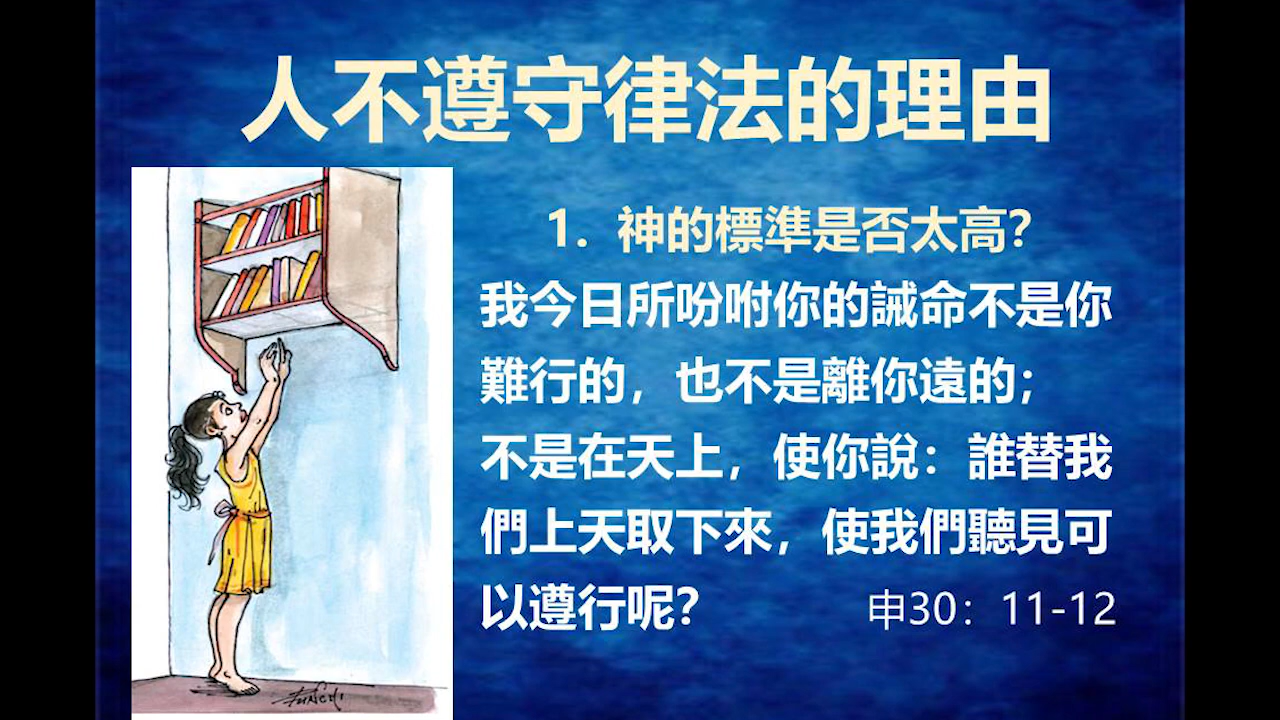 人不遵守律法的理由
1. 神的標準是否太高?
我今日所吩咐你的誡命不是你
難行的，也不是離你遠的；
不是在天上，使你說：誰替我
們上天取下來，使我們聽見可
以遵行呢? 申30：11-12
PUNCHI